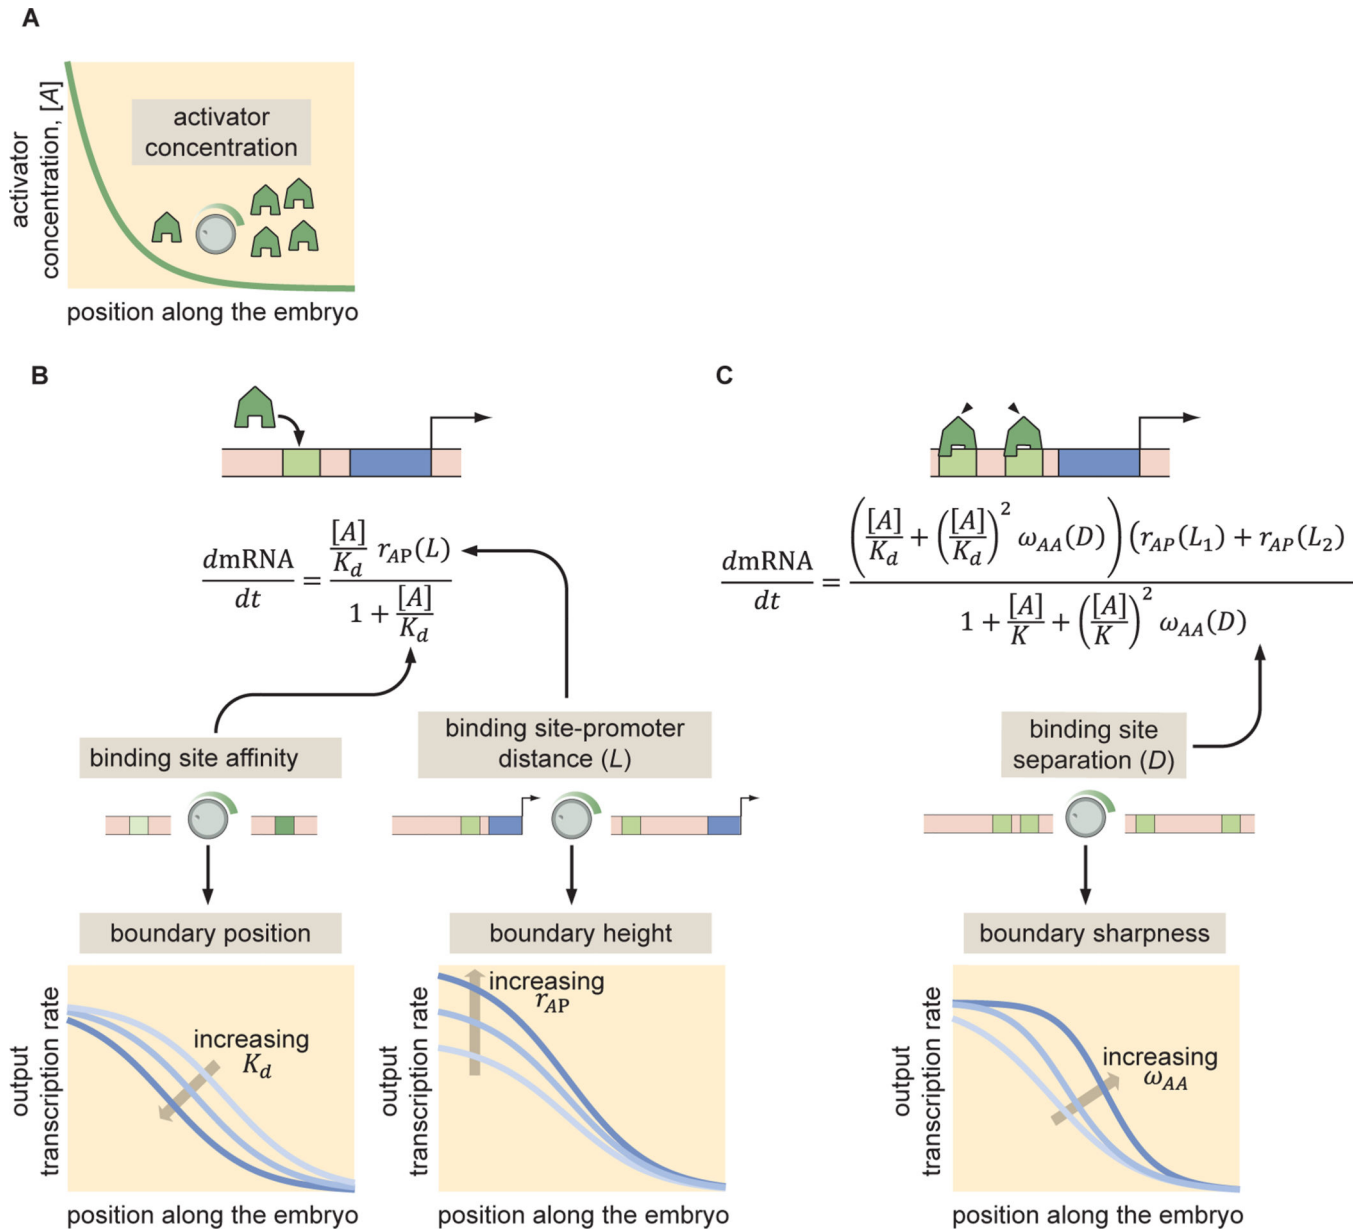 A
activator
concentration, [A]
activator
concentration
position along the embryo
B
dmRNA/dt = ([A]/K_d r_AP(L)) / (1 + [A]/K_d)
binding site affinity
binding site-promoter
distance (L)
boundary position
boundary height
output
transcription rate
increasing
K_d
position along the embryo
output
transcription rate
increasing
r_AP
position along the embryo
C
dmRNA/dt = (([A]/K_d + ([A]/K_d)^2 ω_AA(D)) (r_AP(L_1) + r_AP(L_2)) / (1 + [A]/K + ([A]/K)^2 ω_AA(D))
binding site
separation (D)
boundary sharpness
output
transcription rate
increasing
ω_AA
position along the embryo